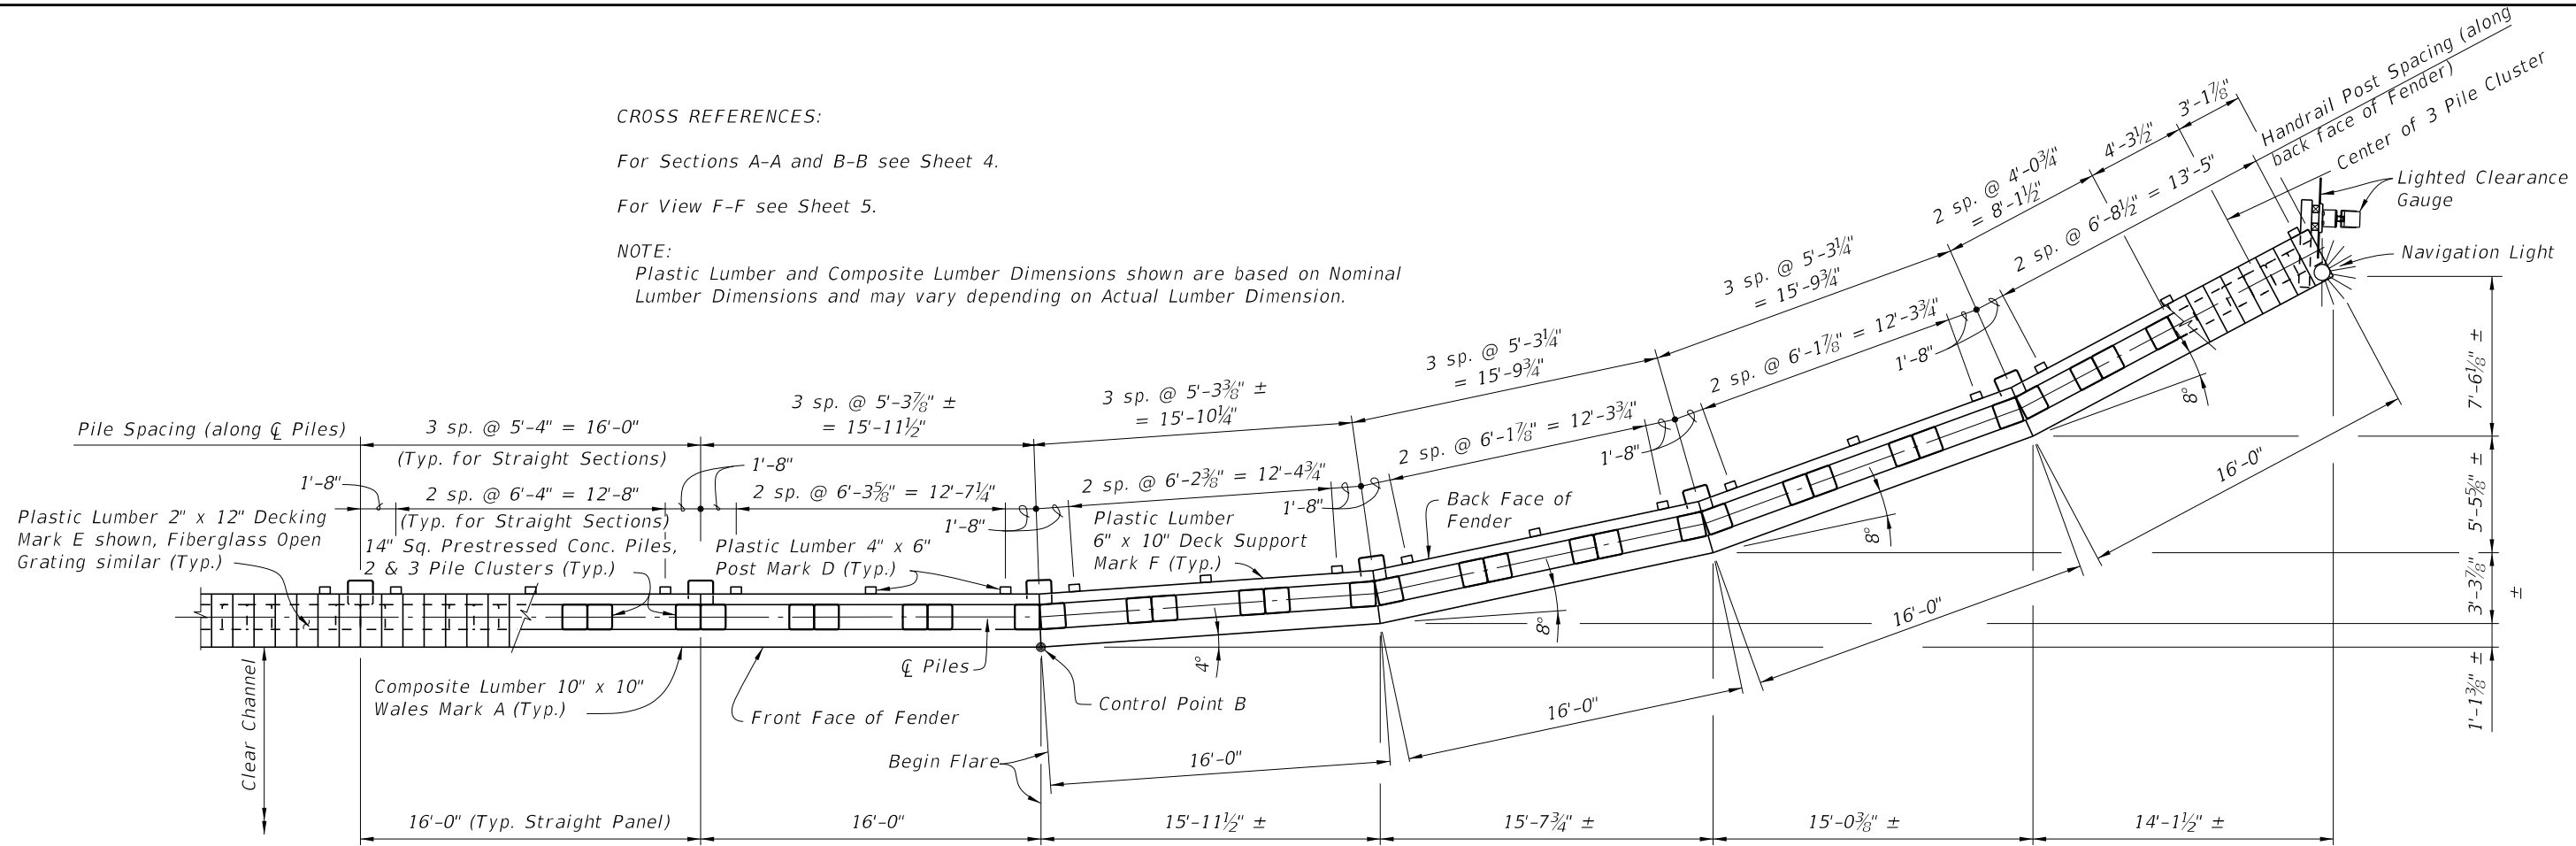 CROSS REFERENCES:
For Sections A-A and B-B see Sheet 4.
For View F-F see Sheet 5.
NOTE:
Plastic Lumber and Composite Lumber Dimensions shown are based on Nominal
Lumber Dimensions and may vary depending on Actual Lumber Dimension.
Pile Spacing (along ℄ Piles)
3 sp. @ 5'-4" = 16'-0"
(Typ. for Straight Sections)
3 sp. @ 5'-3⅞" ±
= 15'-11½"
3 sp. @ 5'-3⅜" ±
= 15'-10¼"
3 sp. @ 5'-3¼"
= 15'-9¾"
3 sp. @ 5'-3¼"
= 15'-9¾"
2 sp. @ 4'-0¾"
= 8'-1½"
4'-3½"
3'-1⅞"
Handrail Post Spacing (along
back face of Fender)
Center of 3 Pile Cluster
Lighted Clearance
Gauge
Navigation Light
1'-8"
2 sp. @ 6'-4" = 12'-8"
(Typ. for Straight Sections)
1'-8"
2 sp. @ 6'-3⅝" = 12'-7¼"
1'-8"
2 sp. @ 6'-2⅜" = 12'-4¾"
1'-8"
2 sp. @ 6'-1⅞" = 12'-3¾"
1'-8"
2 sp. @ 6'-1⅞" = 12'-3¾"
1'-8"
2 sp. @ 6'-8½" = 13'-5"
Plastic Lumber 2" x 12" Decking
Mark E shown, Fiberglass Open
Grating similar (Typ.)
14" Sq. Prestressed Conc. Piles,
2 & 3 Pile Clusters (Typ.)
Plastic Lumber 4" x 6"
Post Mark D (Typ.)
Plastic Lumber
6" x 10" Deck Support
Mark F (Typ.)
Back Face of
Fender
℄ Piles
4°
8°
8°
8°
Clear Channel
Composite Lumber 10" x 10"
Wales Mark A (Typ.)
Front Face of Fender
Control Point B
Begin Flare
16'-0"
16'-0"
16'-0"
16'-0"
7'-6⅛" ±
5'-5⅝" ±
3'-3⅞"
±
1'-1⅜" ±
16'-0" (Typ. Straight Panel)
16'-0"
15'-11½" ±
15'-7¾" ±
15'-0⅜" ±
14'-1½" ±